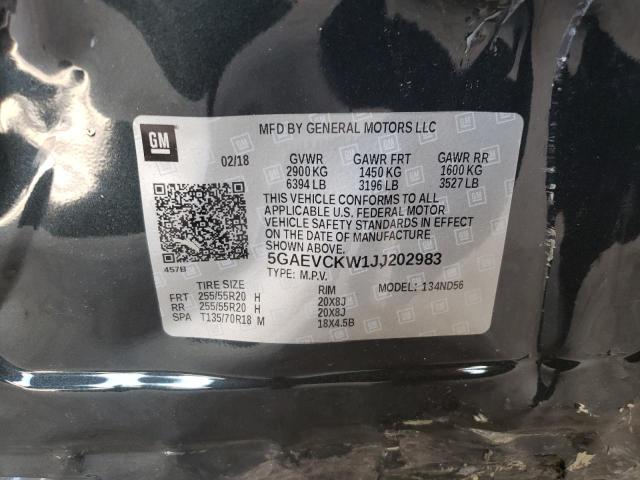 GM
MFD BY GENERAL MOTORS LLC
02/18 GVWR GAWR FRT GAWR RR
2900 KG 1450 KG 1600 KG
6394 LB 3196 LB 3527 LB
THIS VEHICLE CONFORMS TO ALL
APPLICABLE U.S. FEDERAL MOTOR
VEHICLE SAFETY STANDARDS IN EFFECT
ON THE DATE OF MANUFACTURE
SHOWN ABOVE.
457B
5GAEVCKW1JJ202983
TYPE: M.P.V. MODEL: 134ND56
TIRE SIZE RIM
FRT 255/55R20 H 20X8J
RR 255/55R20 H 20X8J
SPA T135/70R18 M 18X4.5B